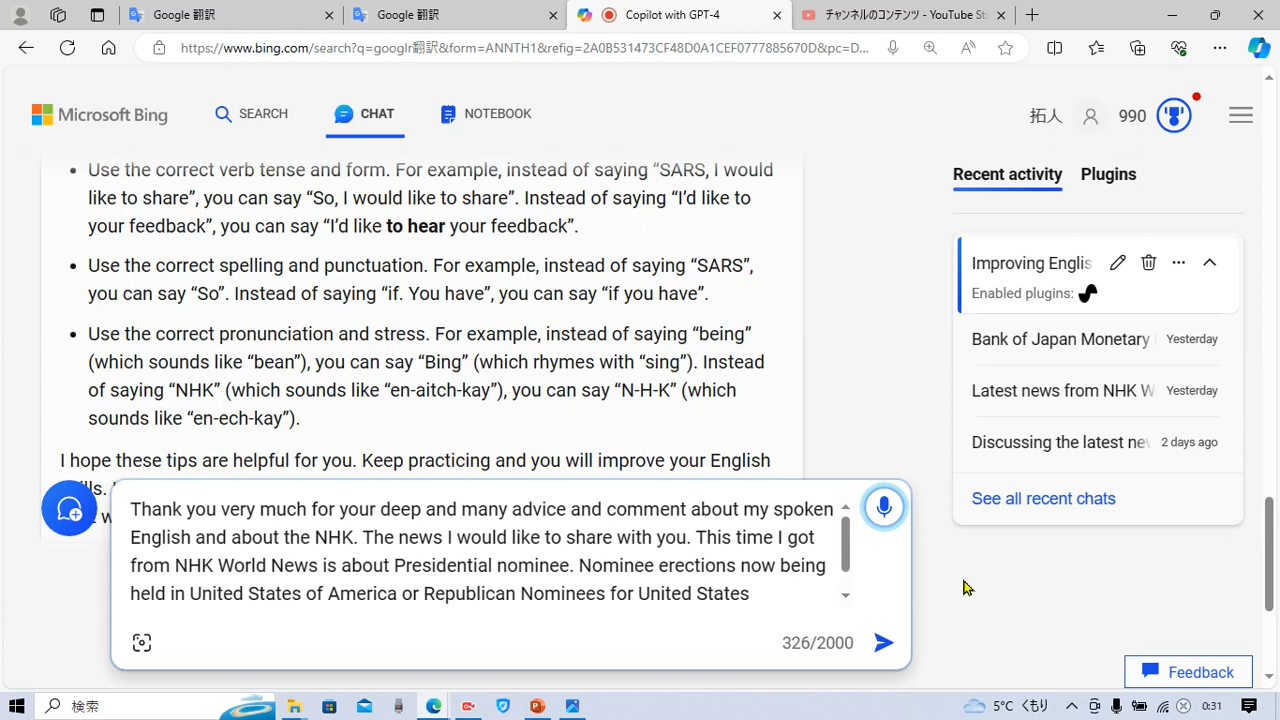 Google 翻訳
Google 翻訳
Copilot with GPT-4
チャンネルのコンテンツ - YouTube St
https://www.bing.com/search?q=googlr翻訳&form=ANNTH1&refig=2A0B531473CF48D0A1CEF0777885670D&pc=D...
Microsoft Bing
SEARCH
CHAT
NOTEBOOK
拓人
990
• Use the correct verb tense and form. For example, instead of saying “SARS, I would
like to share”, you can say “So, I would like to share”. Instead of saying “I’d like to
your feedback”, you can say “I’d like to hear your feedback”.
• Use the correct spelling and punctuation. For example, instead of saying “SARS”,
you can say “So”. Instead of saying “if. You have”, you can say “if you have”.
• Use the correct pronunciation and stress. For example, instead of saying “being”
(which sounds like “bean”), you can say “Bing” (which rhymes with “sing”). Instead
of saying “NHK” (which sounds like “en-aitch-kay”), you can say “N-H-K” (which
sounds like “en-ech-kay”).
I hope these tips are helpful for you. Keep practicing and you will improve your English
Thank you very much for your deep and many advice and comment about my spoken
English and about the NHK. The news I would like to share with you. This time I got
from NHK World News is about Presidential nominee. Nominee erections now being
held in United States of America or Republican Nominees for United States
326/2000
Recent activity
Plugins
Improving Englis
Enabled plugins:
Bank of Japan Monetary
Yesterday
Latest news from NHK W
Yesterday
Discussing the latest ne
2 days ago
See all recent chats
Feedback
検索
5°C くもり
0:31